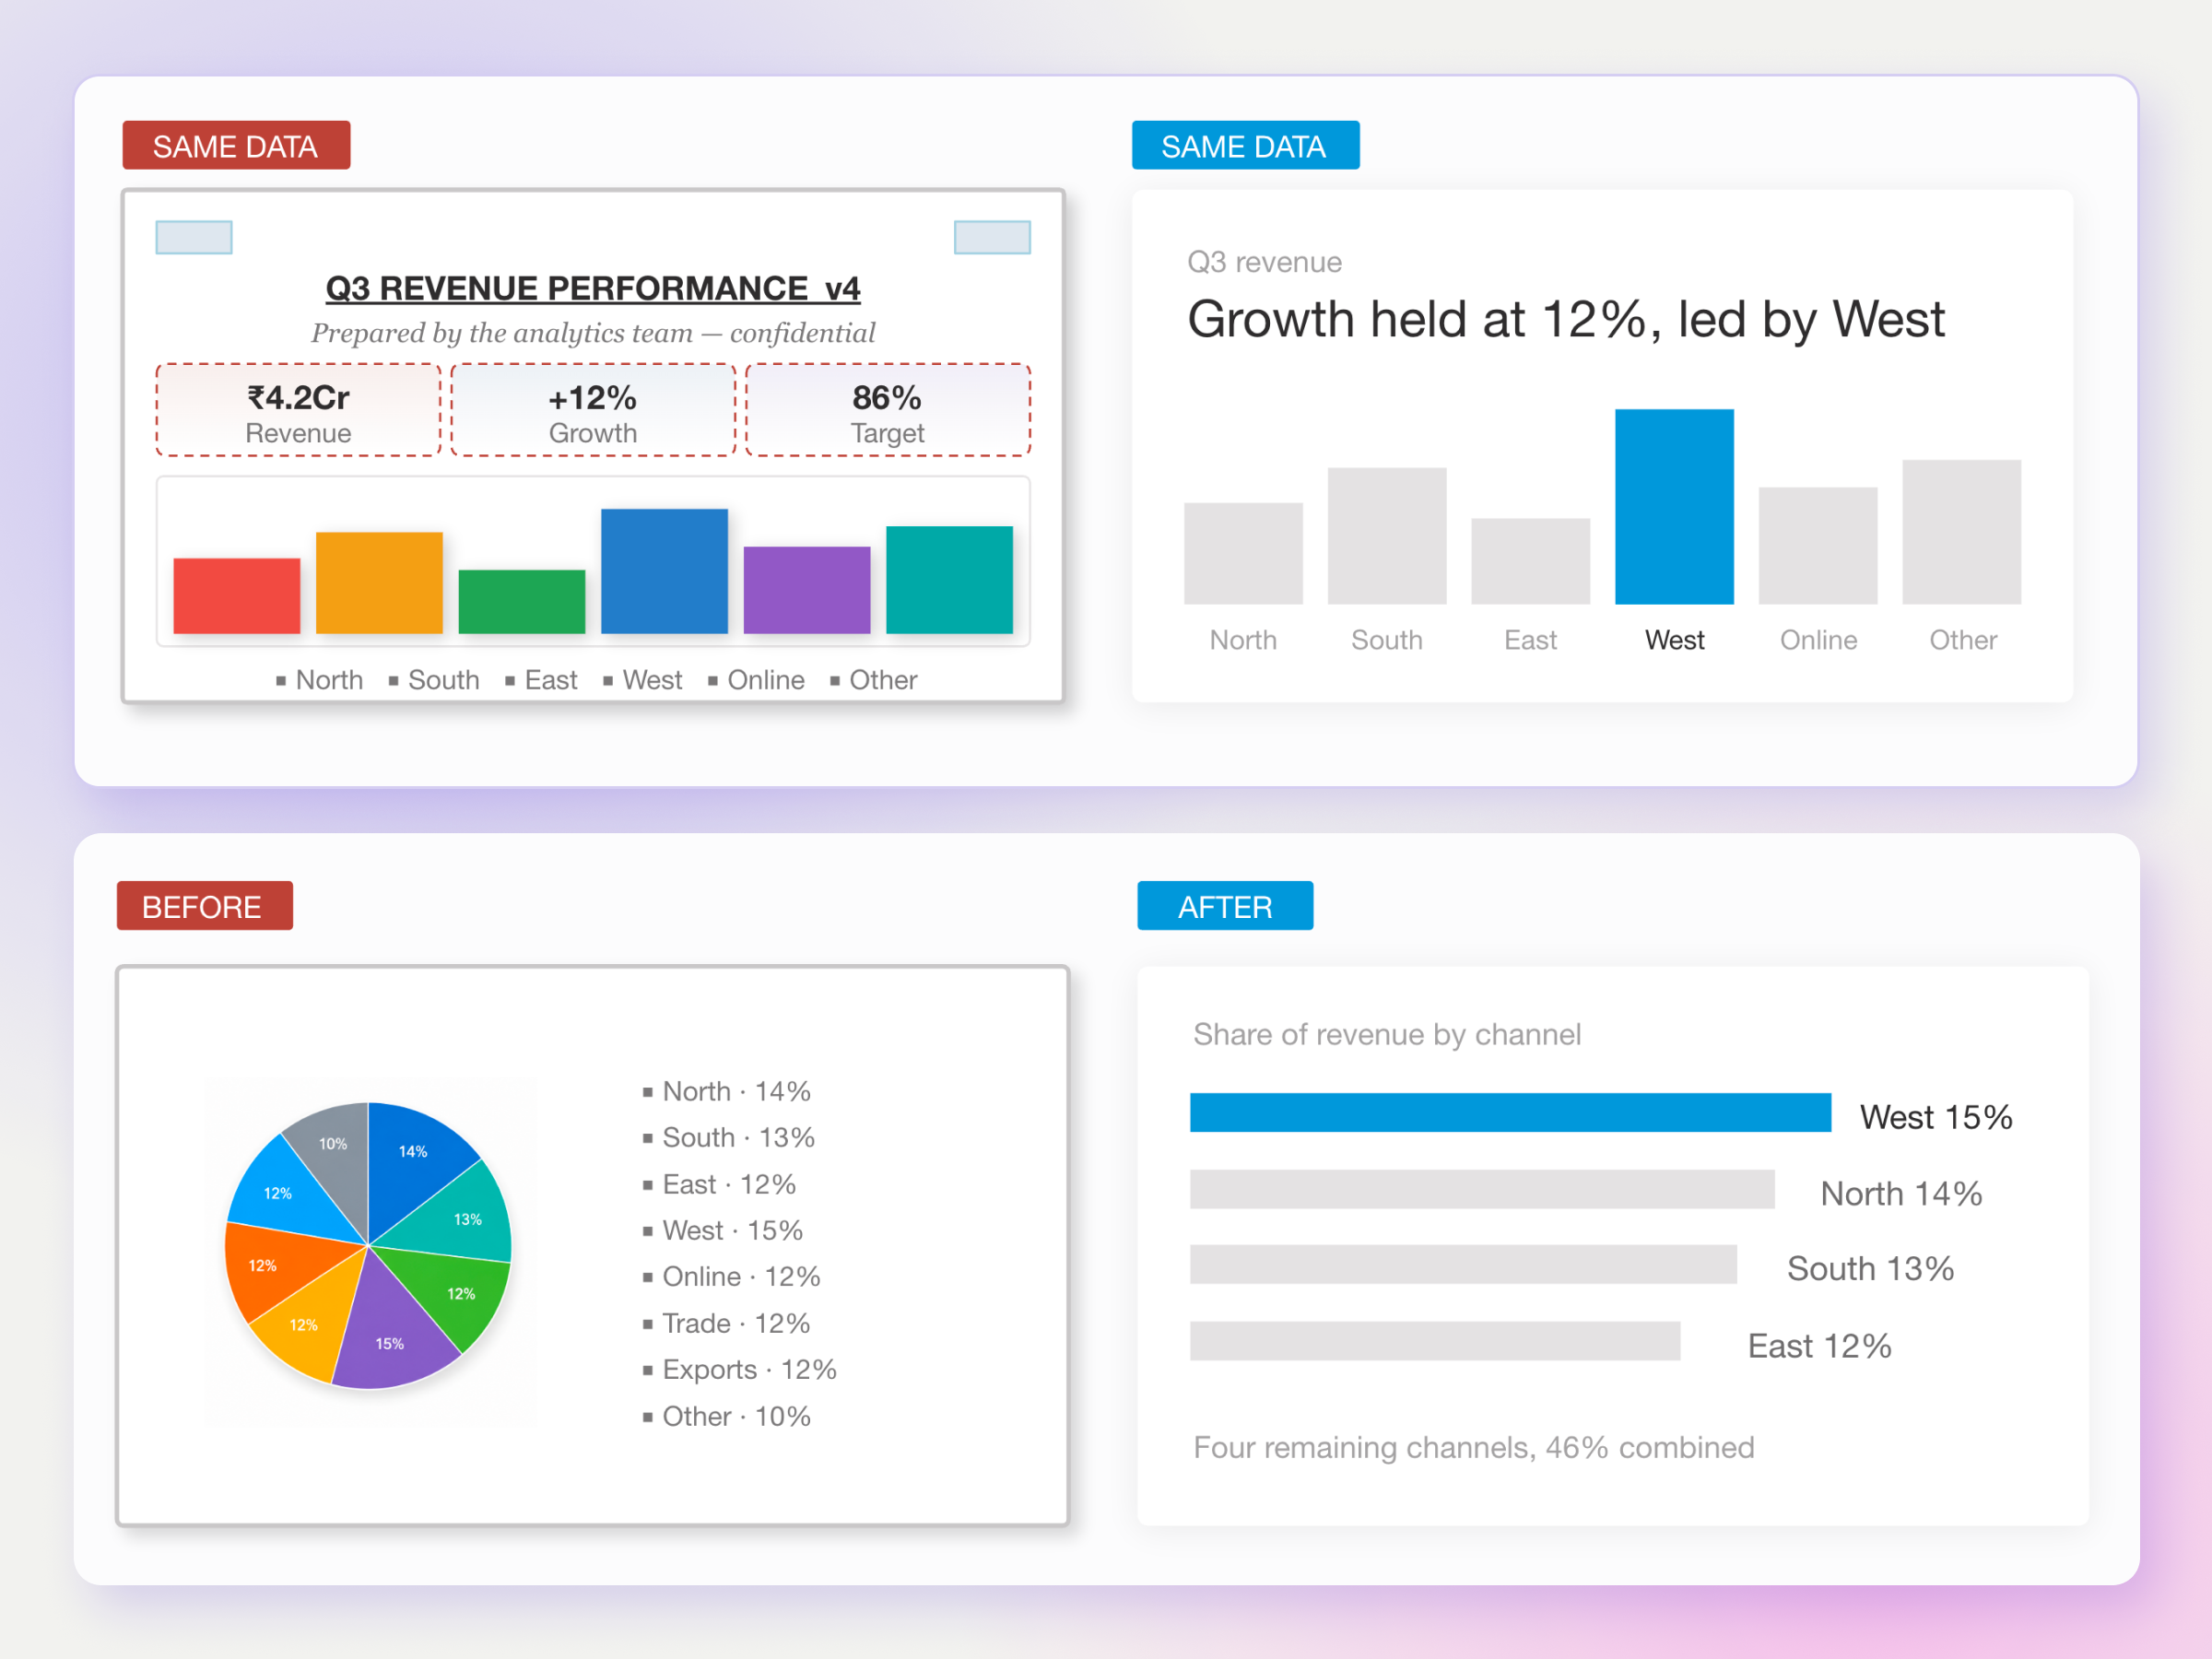 SAME DATA
Q3 REVENUE PERFORMANCE v4
Prepared by the analytics team — confidential
₹4.2Cr
Revenue
+12%
Growth
86%
Target
▪ North ▪ South ▪ East ▪ West ▪ Online ▪ Other
SAME DATA
Q3 revenue
Growth held at 12%, led by West
North South East West Online Other
BEFORE
10%
14%
12%
13%
12%
12%
12%
15%
▪ North · 14%
▪ South · 13%
▪ East · 12%
▪ West · 15%
▪ Online · 12%
▪ Trade · 12%
▪ Exports · 12%
▪ Other · 10%
AFTER
Share of revenue by channel
West 15%
North 14%
South 13%
East 12%
Four remaining channels, 46% combined